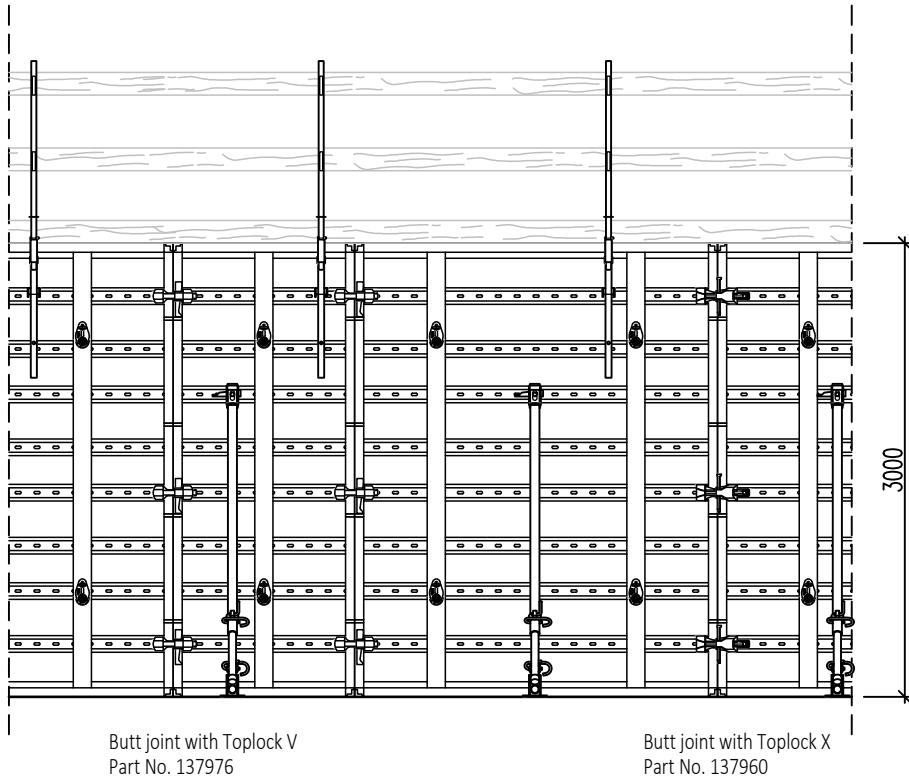 3000
Butt joint with Toplock V
Part No. 137976
Butt joint with Toplock X
Part No. 137960